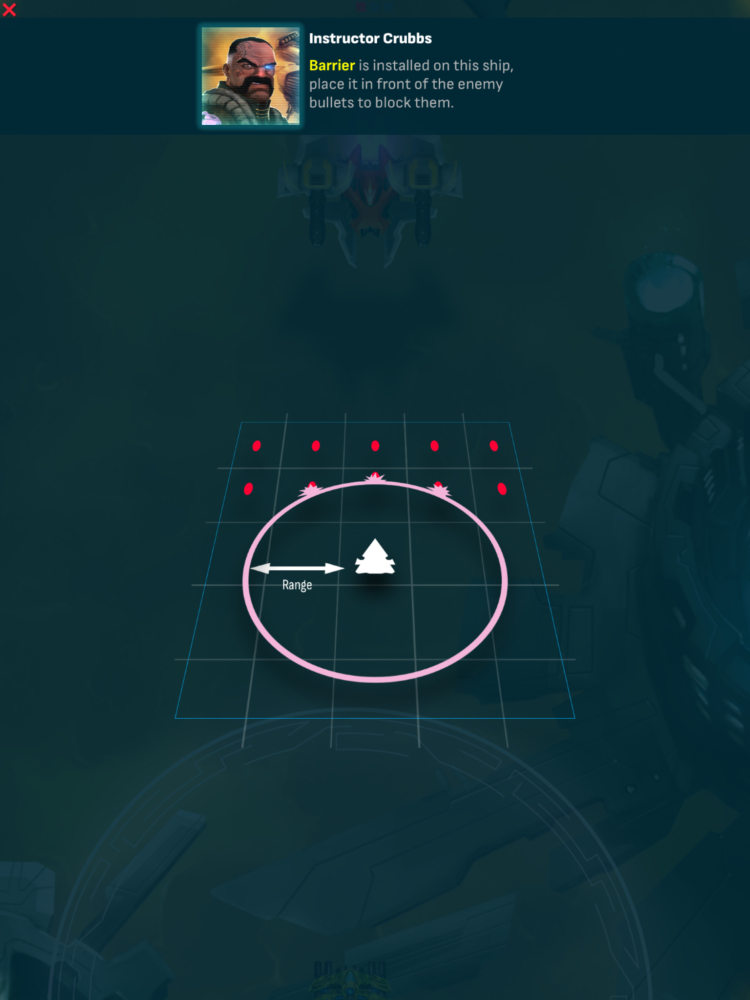 Instructor Crubbs
Barrier is installed on this ship,
place it in front of the enemy
bullets to block them.
Range